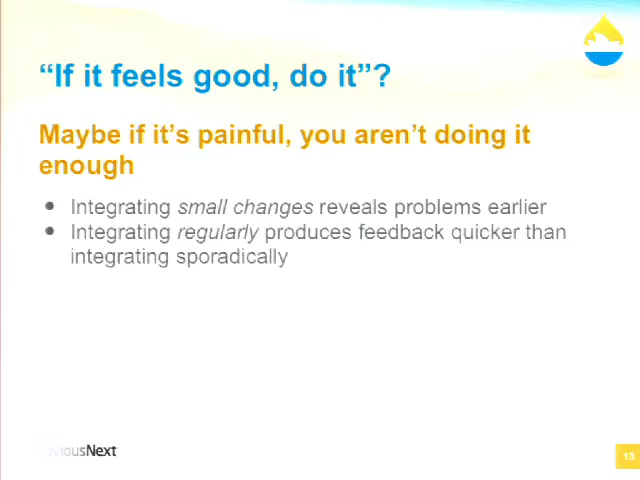 “If it feels good, do it”?
Maybe if it’s painful, you aren’t doing it
enough
• Integrating small changes reveals problems earlier
• Integrating regularly produces feedback quicker than
integrating sporadically
viousNext
13